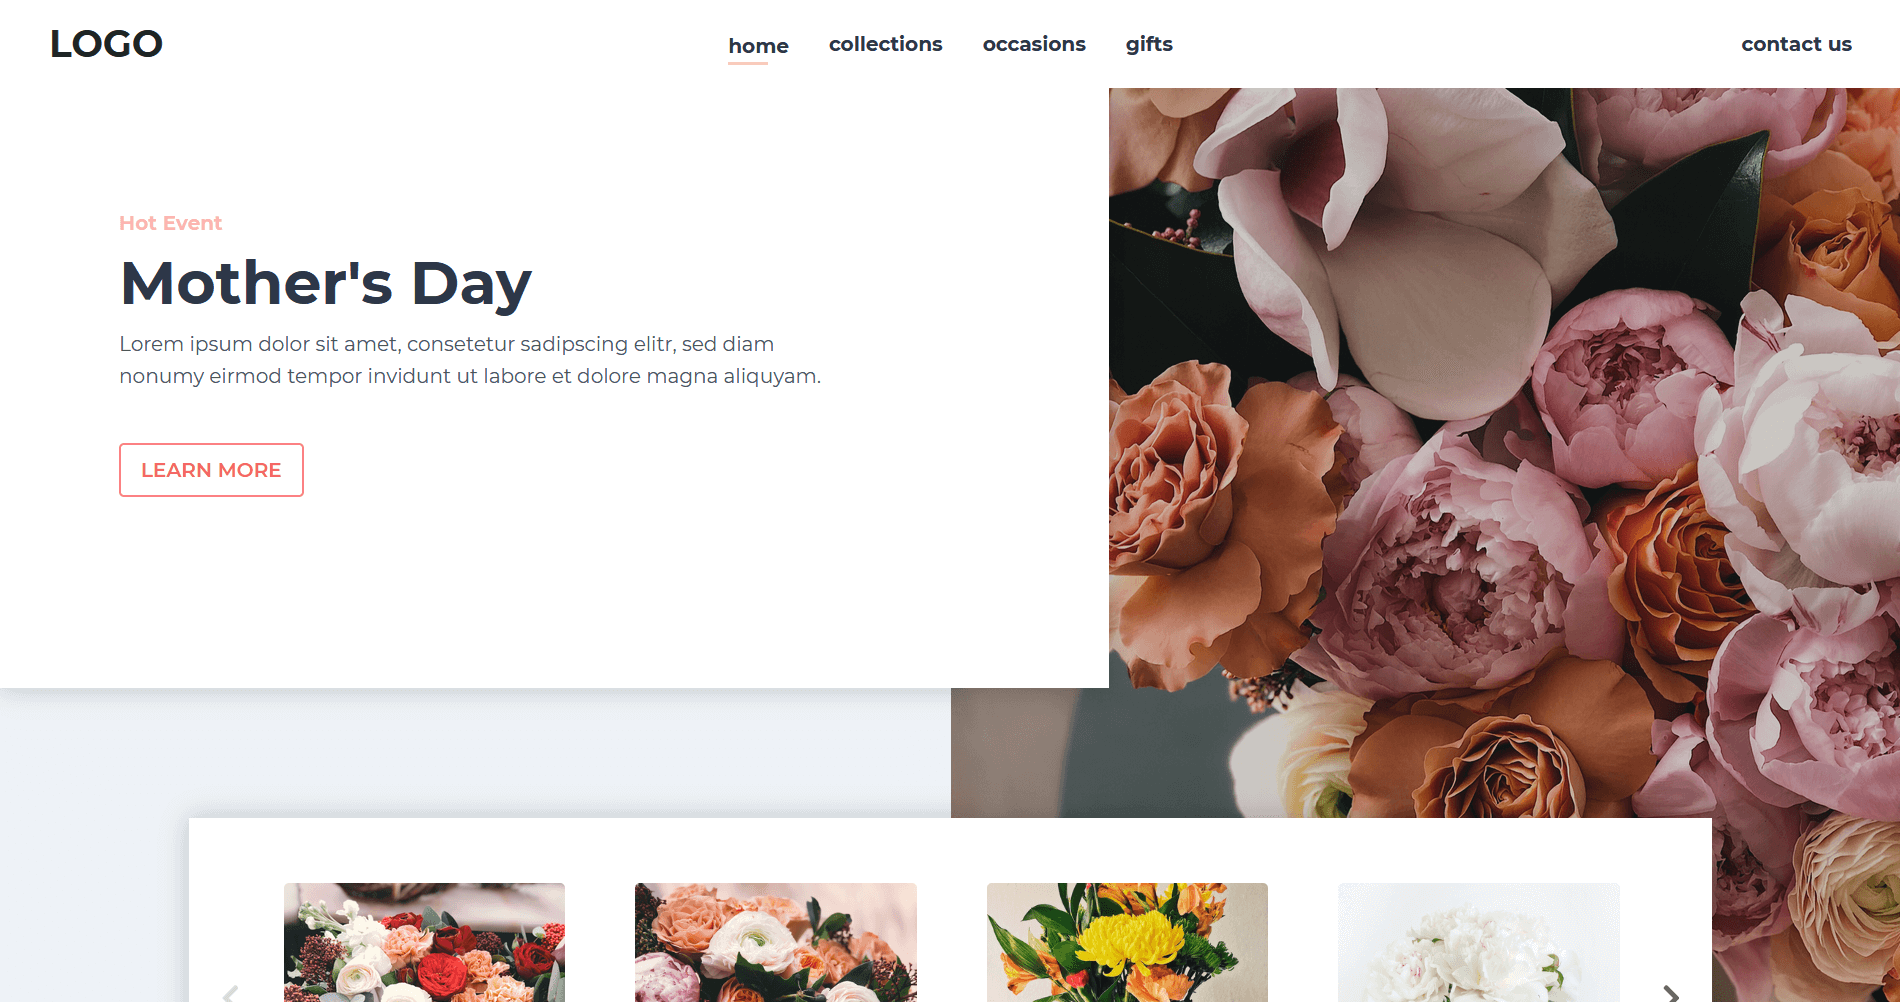 LOGO
home
collections
occasions
gifts
contact us
Hot Event
Mother's Day
Lorem ipsum dolor sit amet, consetetur sadipscing elitr, sed diam
nonumy eirmod tempor invidunt ut labore et dolore magna aliquyam.
LEARN MORE